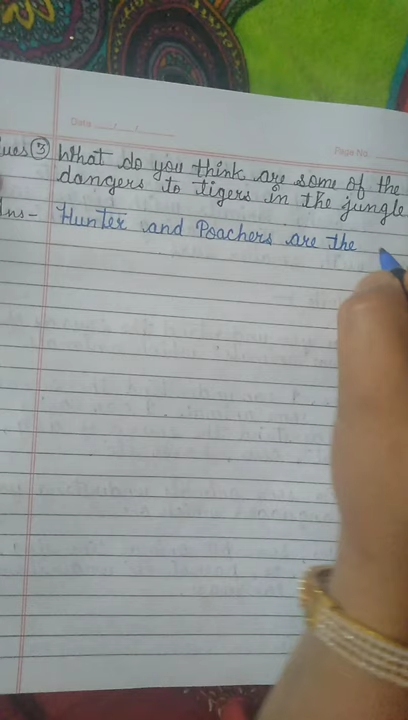 Date
Page No.
Ques ③ What do you think are some of the
dangers to tigers in the jungle
Ans - Hunter and Poachers are the